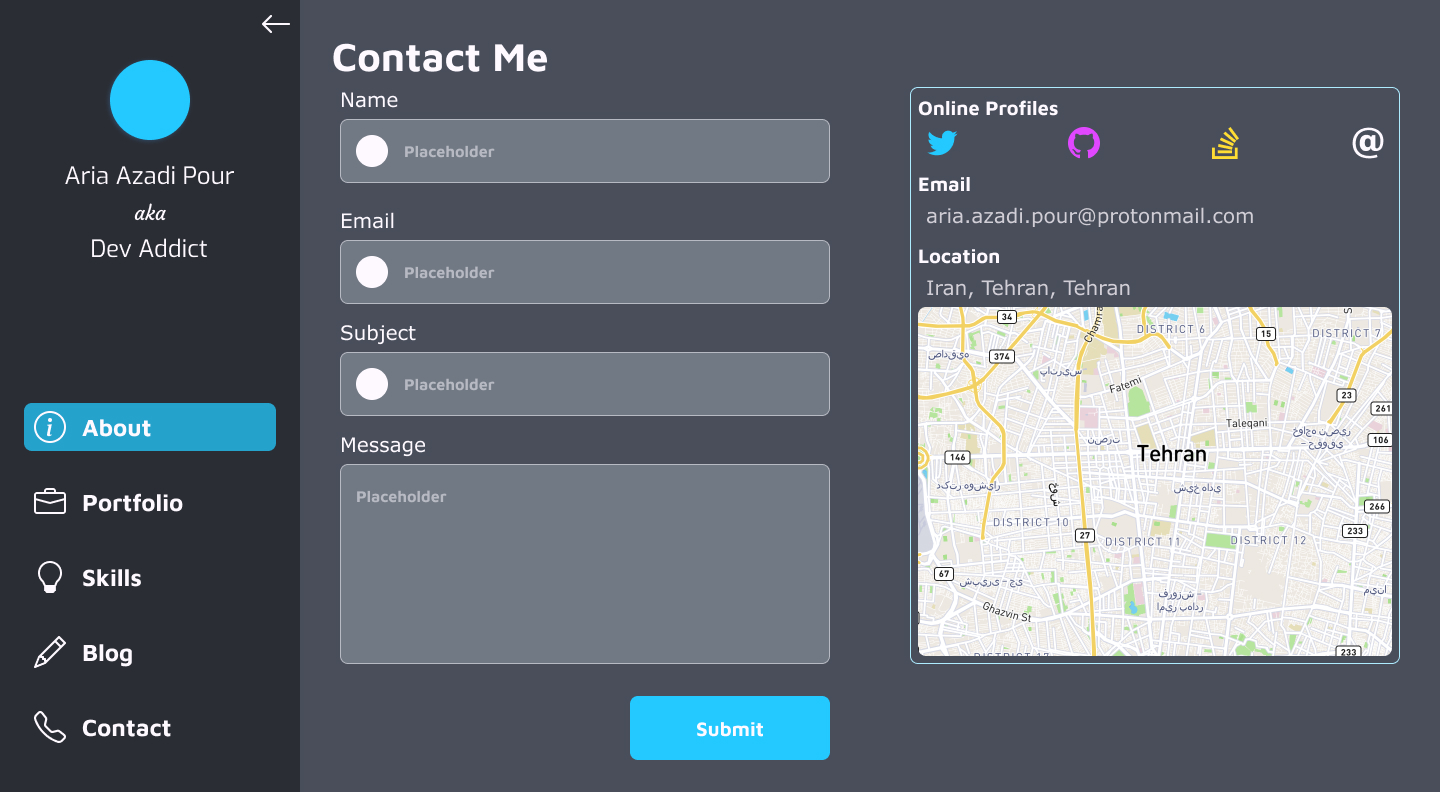 Aria Azadi Pour
aka
Dev Addict
About
Portfolio
Skills
Blog
Contact
Contact Me
Name
Placeholder
Email
Placeholder
Subject
Placeholder
Message
Placeholder
Submit
Online Profiles
@
Email
aria.azadi.pour@protonmail.com
Location
Iran, Tehran, Tehran
34
DISTRICT 6
15
DISTRICT 7
374
Fatemi
23
261
Taleqani
106
146
Tehran
266
DISTRICT 10
27
DISTRICT 11
DISTRICT 12
233
67
Ghazvin St
DISTRICT 17
233